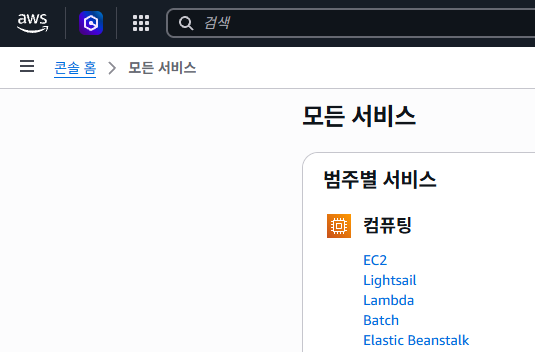 aws
검색
콘솔 홈 > 모든 서비스
모든 서비스
범주별 서비스
컴퓨팅
EC2
Lightsail
Lambda
Batch
Elastic Beanstalk